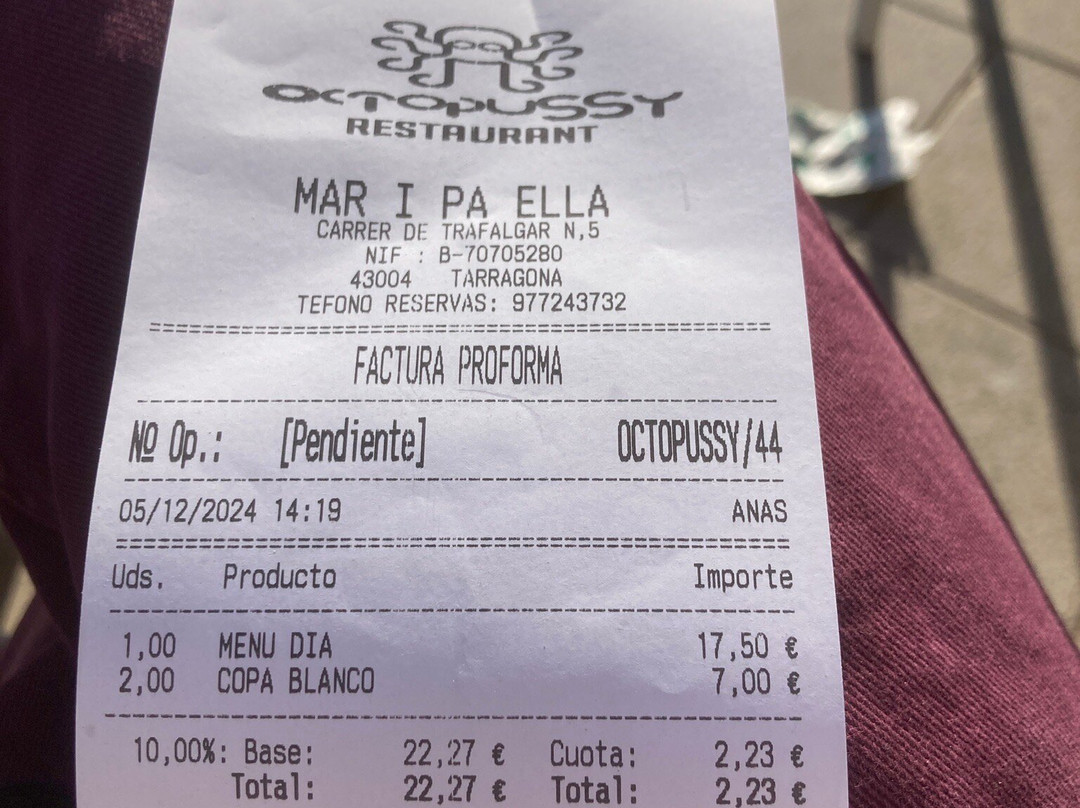 OCTOPUSSY
RESTAURANT
MAR I PA ELLA
CARRER DE TRAFALGAR N,5
NIF : B-70705280
43004 TARRAGONA
TEFONO RESERVAS: 977243732
FACTURA PROFORMA
Nº Op.: [Pendiente] OCTOPUSSY/44
05/12/2024 14:19 ANAS
Uds. Producto Importe
1,00 MENU DIA 17,50 €
2,00 COPA BLANCO 7,00 €
10,00%: Base: 22,27 € Cuota: 2,23 €
Total: 22,27 € Total: 2,23 €